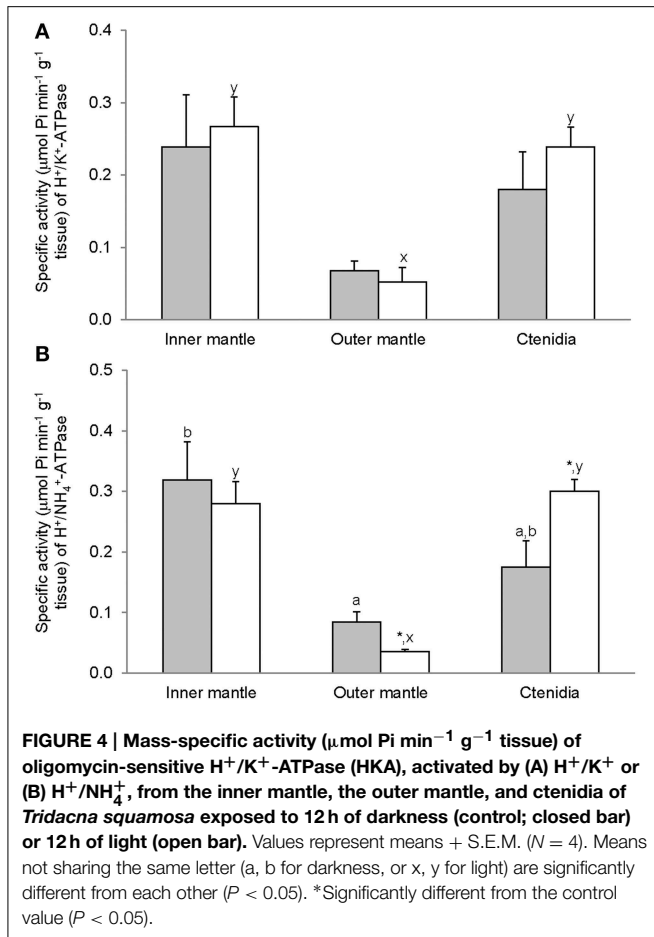 A
Specific activity (μmol Pi min⁻¹ g⁻¹
tissue) of H⁺/K⁺-ATPase
0.4
0.3
0.2
0.1
0.0
y
x
y
Inner mantle
Outer mantle
Ctenidia
B
Specific activity (μmol Pi min⁻¹ g⁻¹
tissue) of H⁺/NH₄⁺-ATPase
0.5
0.4
0.3
0.2
0.1
0.0
b
y
a
*,x
a,b
*,y
Inner mantle
Outer mantle
Ctenidia
FIGURE 4 | Mass-specific activity (μmol Pi min⁻¹ g⁻¹ tissue) of
oligomycin-sensitive H⁺/K⁺-ATPase (HKA), activated by (A) H⁺/K⁺ or
(B) H⁺/NH₄⁺, from the inner mantle, the outer mantle, and ctenidia of
Tridacna squamosa exposed to 12 h of darkness (control; closed bar)
or 12 h of light (open bar). Values represent means + S.E.M. (N = 4). Means
not sharing the same letter (a, b for darkness, or x, y for light) are significantly
different from each other (P < 0.05). *Significantly different from the control
value (P < 0.05).